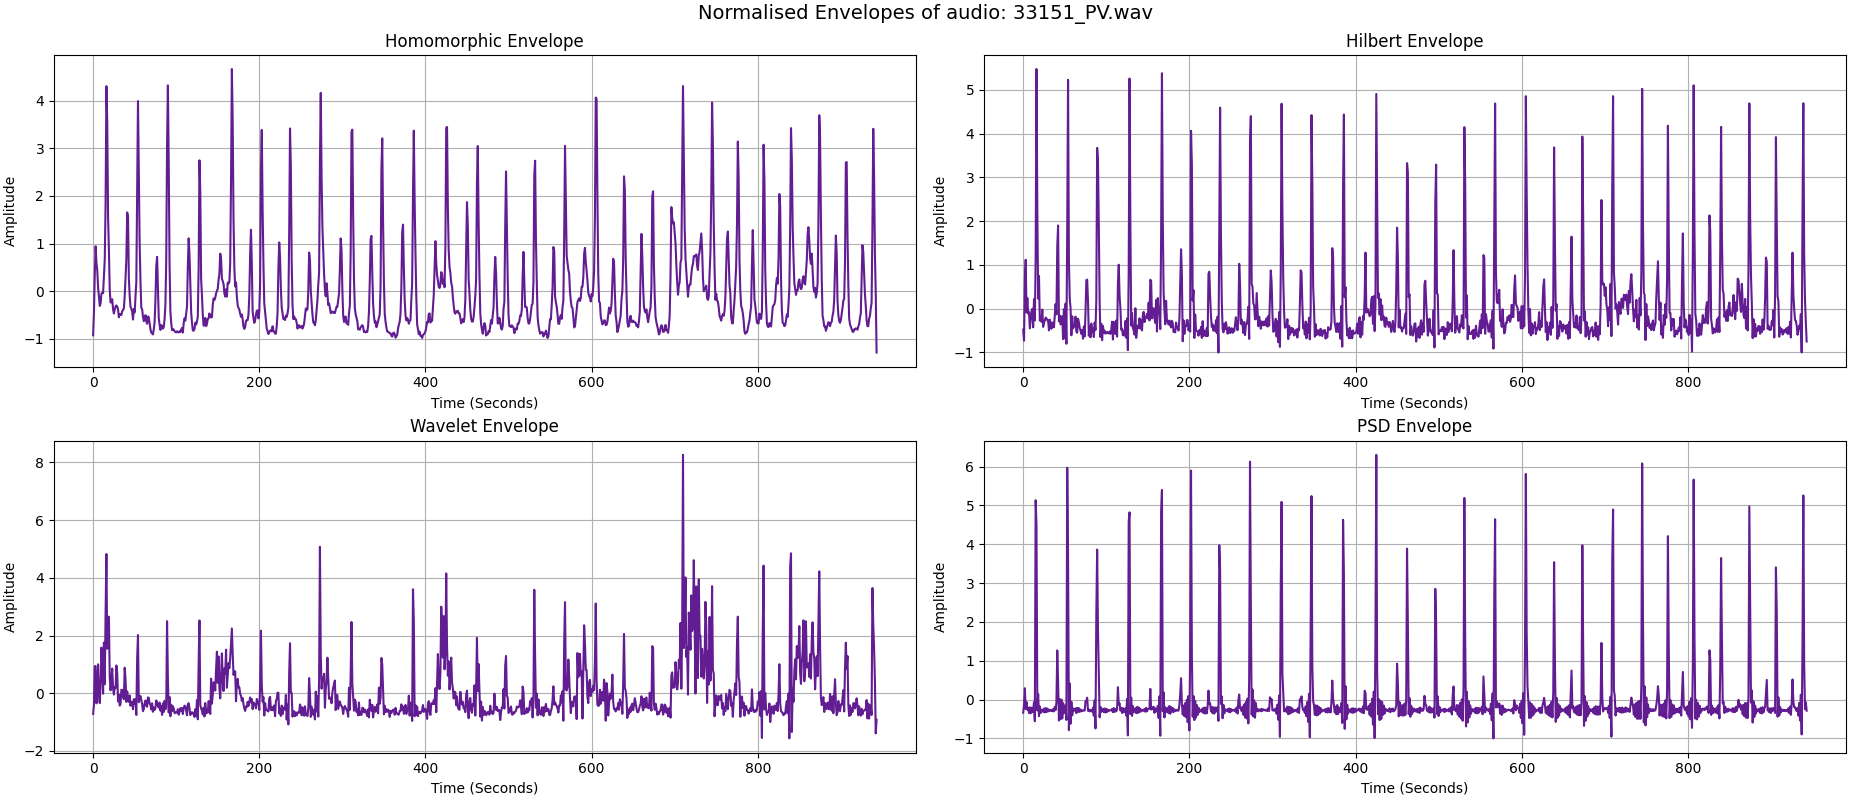 Normalised Envelopes of audio: 33151_PV.wav
Homomorphic Envelope
Amplitude
4
3
2
1
0
−1
0 200 400 600 800
Time (Seconds)
Hilbert Envelope
Amplitude
5
4
3
2
1
0
−1
0 200 400 600 800
Time (Seconds)
Wavelet Envelope
Amplitude
8
6
4
2
0
−2
0 200 400 600 800
Time (Seconds)
PSD Envelope
Amplitude
6
5
4
3
2
1
0
−1
0 200 400 600 800
Time (Seconds)